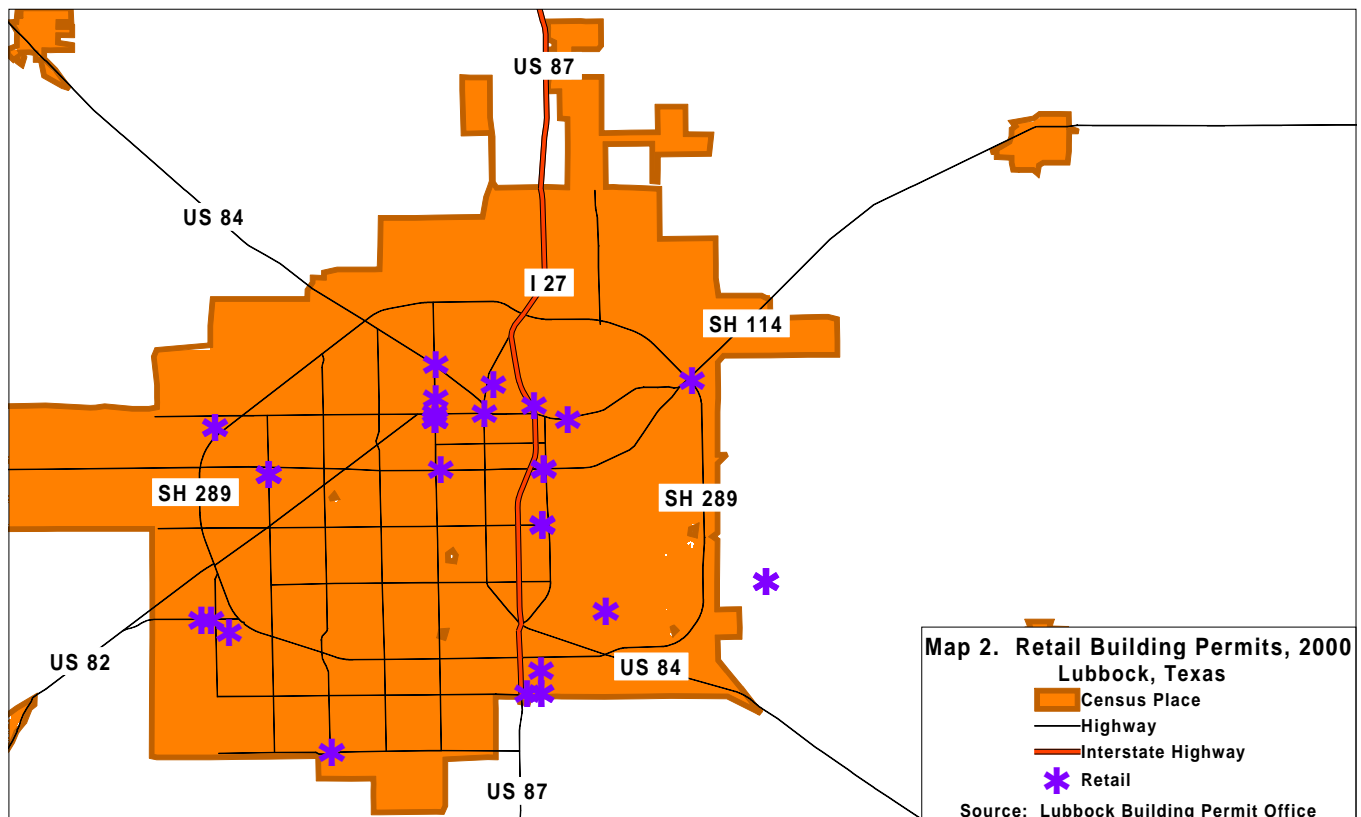 US 87
US 84
I 27
SH 114
SH 289
SH 289
US 82
US 84
US 87
Map 2. Retail Building Permits, 2000
Lubbock, Texas
Census Place
Highway
Interstate Highway
Retail
Source: Lubbock Building Permit Office